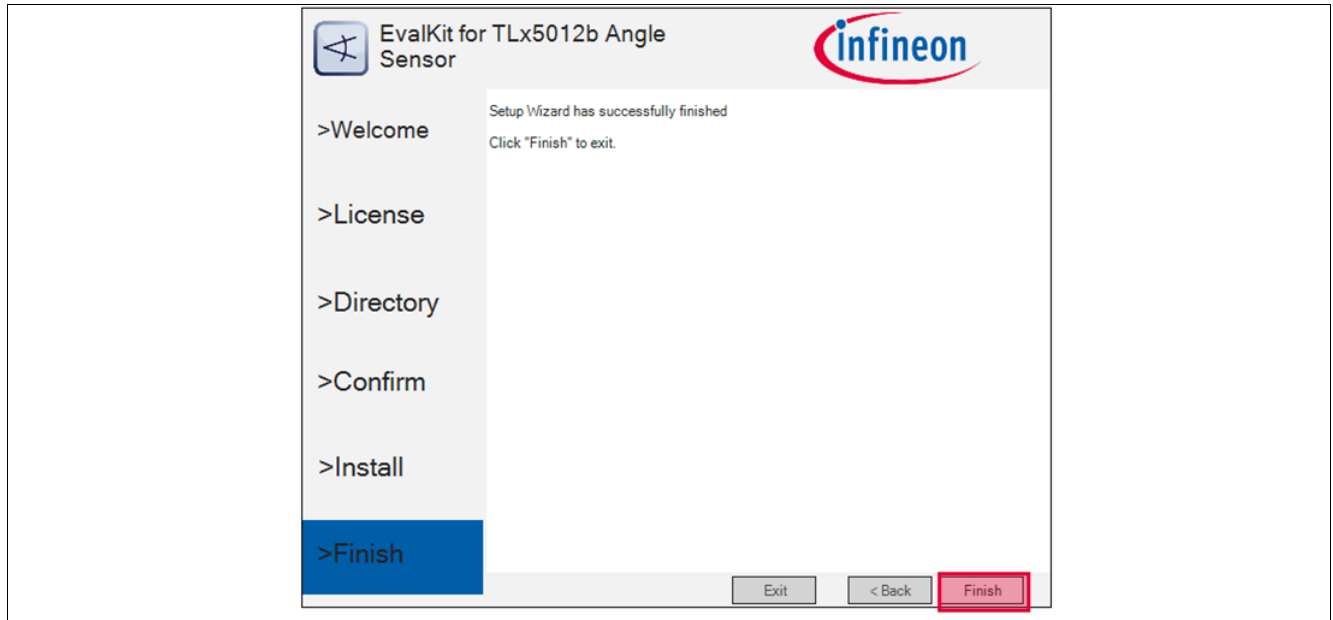 EvalKit for TLx5012b Angle
Sensor
infineon
>Welcome
Setup Wizard has successfully finished
Click "Finish" to exit.
>License
>Directory
>Confirm
>Install
>Finish
Exit
< Back
Finish